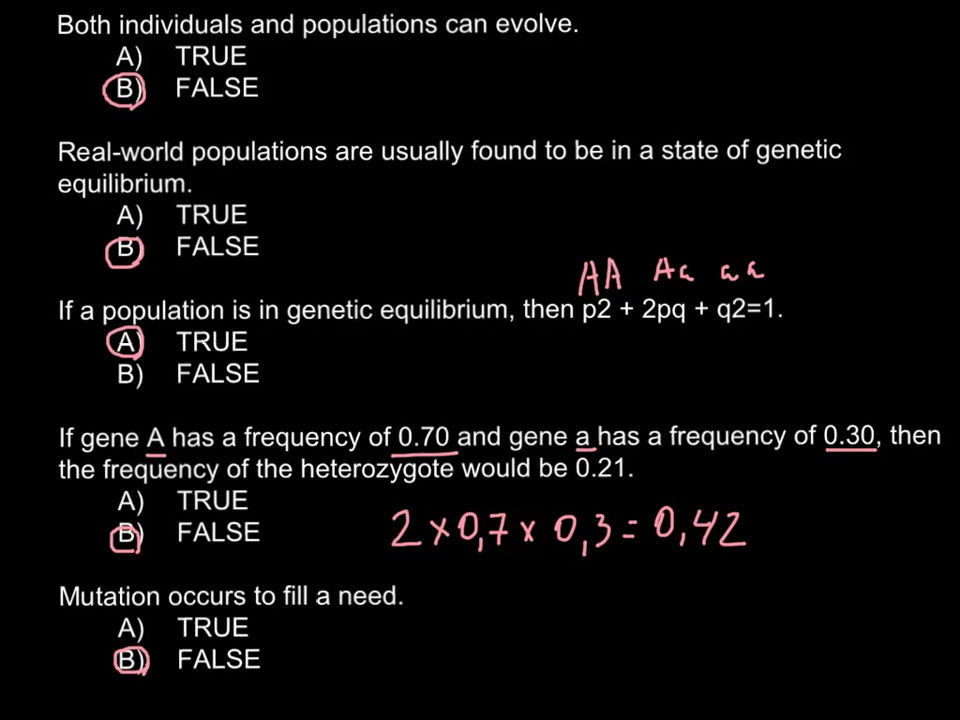 Both individuals and populations can evolve.
A) TRUE
B) FALSE
Real-world populations are usually found to be in a state of genetic
equilibrium.
A) TRUE
B) FALSE
AA Aa aa
If a population is in genetic equilibrium, then p2 + 2pq + q2=1.
A) TRUE
B) FALSE
If gene A has a frequency of 0.70 and gene a has a frequency of 0.30, then
the frequency of the heterozygote would be 0.21.
A) TRUE
B) FALSE
2 x 0,7 x 0,3 = 0,42
Mutation occurs to fill a need.
A) TRUE
B) FALSE